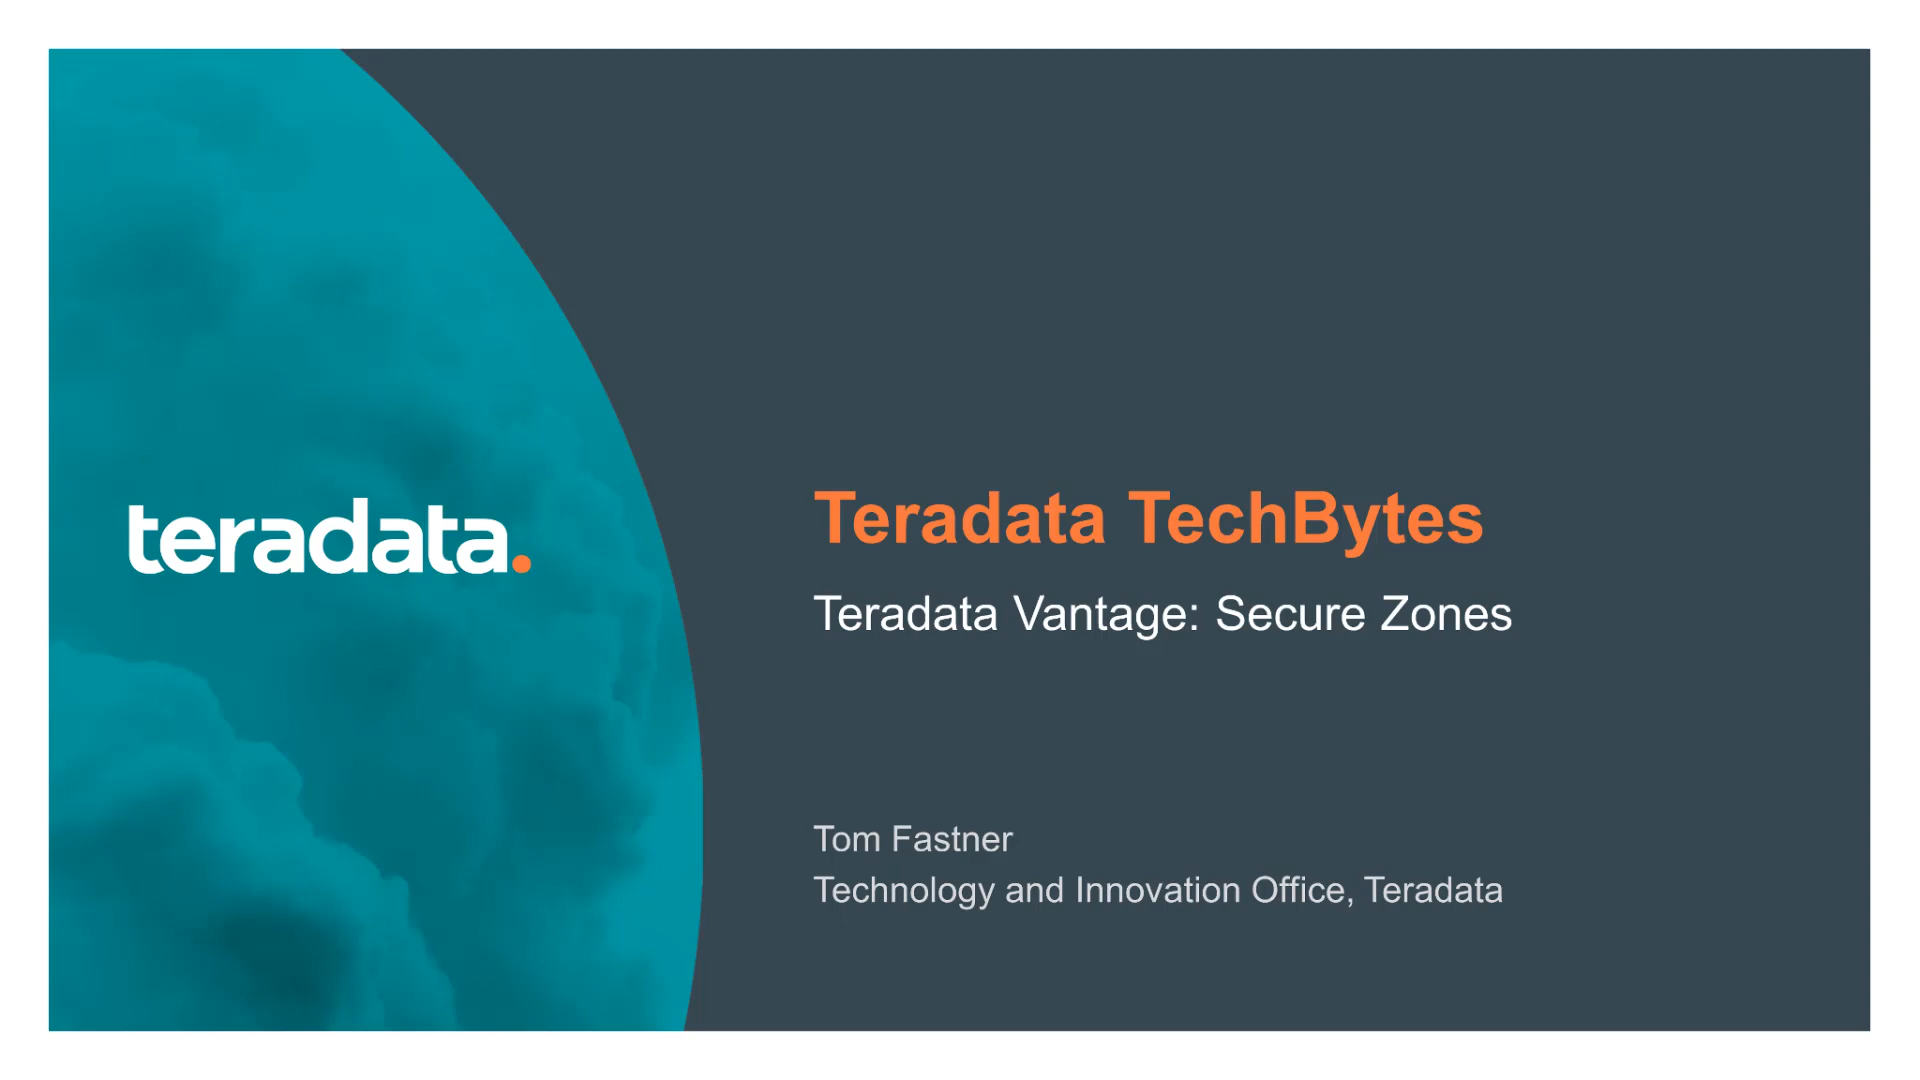 teradata.
Teradata TechBytes
Teradata Vantage: Secure Zones
Tom Fastner
Technology and Innovation Office, Teradata